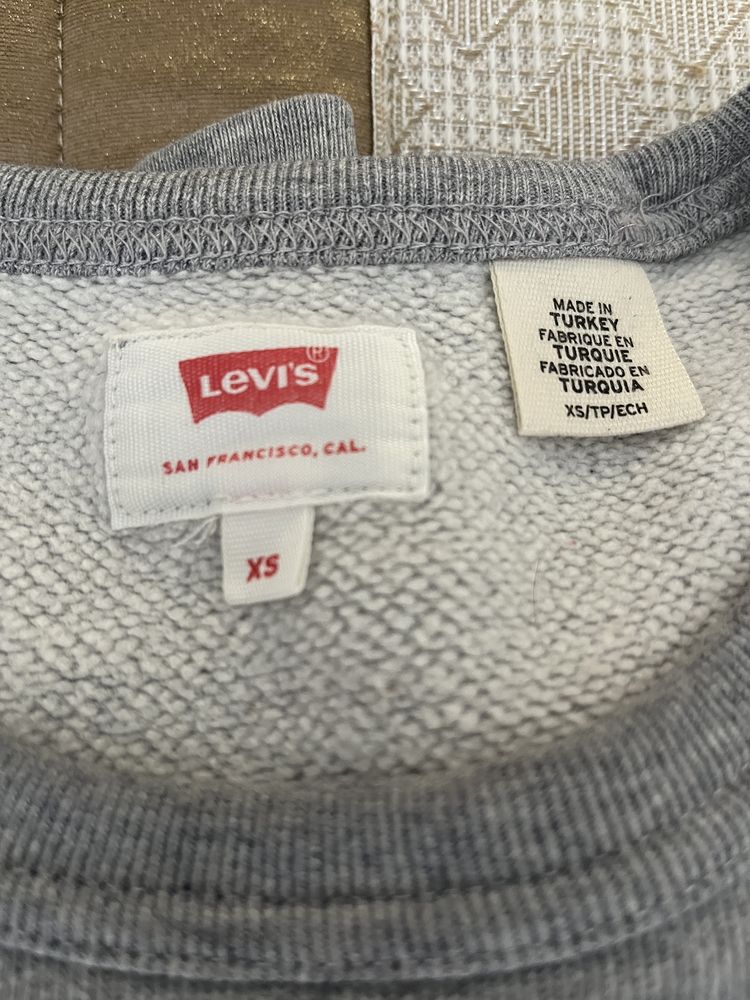 LEVI'S®
SAN FRANCISCO, CAL.
XS
MADE IN
TURKEY
FABRIQUE EN
TURQUIE
FABRICADO EN
TURQUIA
XS/TP/ECH